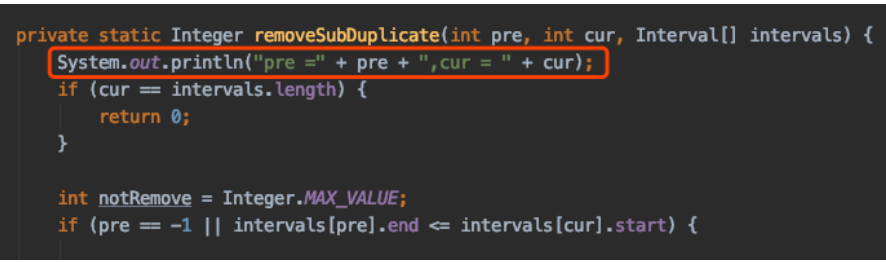 private static Integer removeSubDuplicate(int pre, int cur, Interval[] intervals) {
System.out.println("pre =" + pre + ",cur = " + cur);
if (cur == intervals.length) {
return 0;
}
int notRemove = Integer.MAX_VALUE;
if (pre == -1 || intervals[pre].end <= intervals[cur].start) {